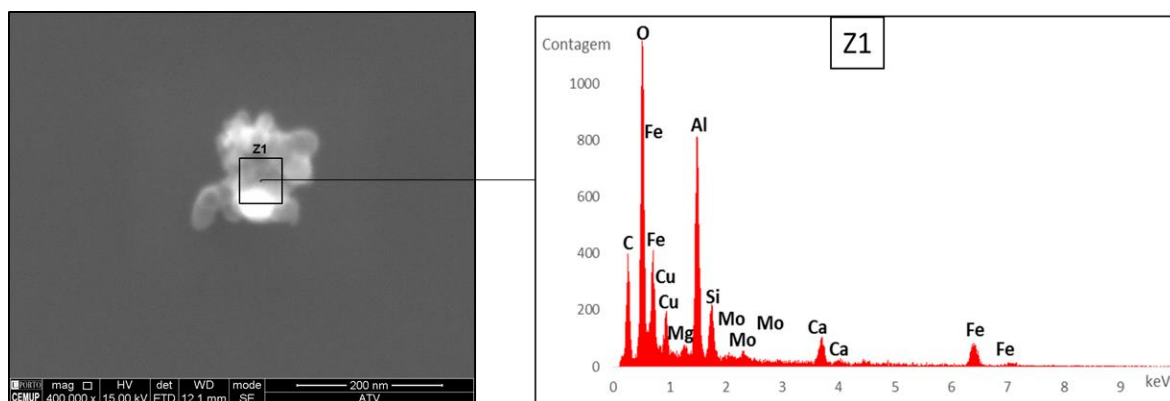 Z1
U.PORTO mag □ HV det WD mode 200 nm
CEMUP 400 000 x 15.00 kV ETD 12.1 mm SE ATV
Z1
Contagem
1000
800
600
400
200
0
O
Fe
Al
C
Fe
Cu
Cu
Mg
Si
Mo
Mo
Mo
Ca
Ca
Fe
Fe
0 1 2 3 4 5 6 7 8 9 keV